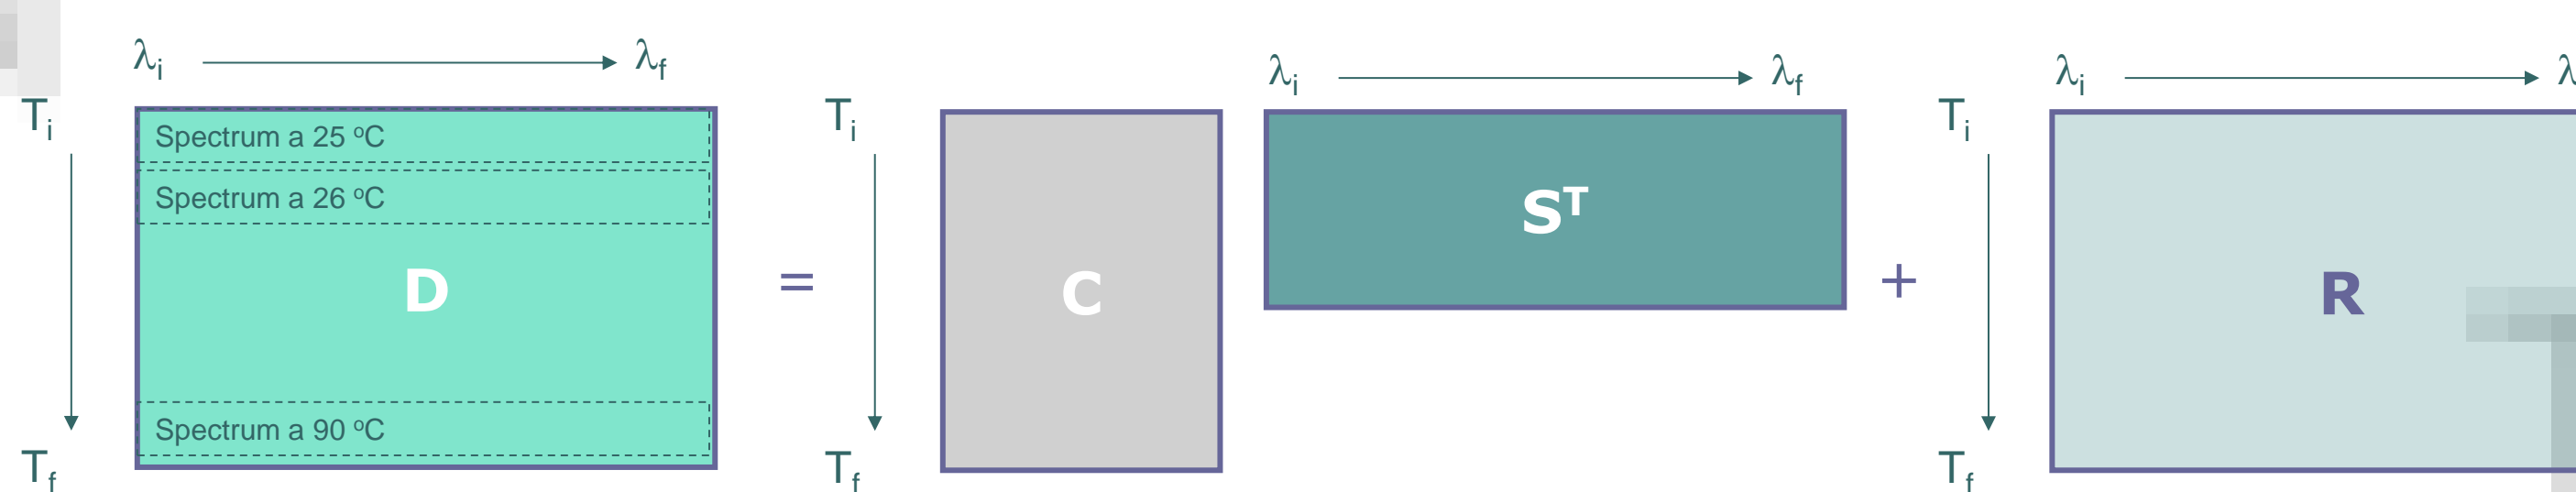 λi λf
λi λf
λi λ
Ti
Ti
Ti
Spectrum a 25 ºC
Spectrum a 26 ºC
D
=
C
Sᵀ
+
R
Spectrum a 90 ºC
Tf
Tf
Tf